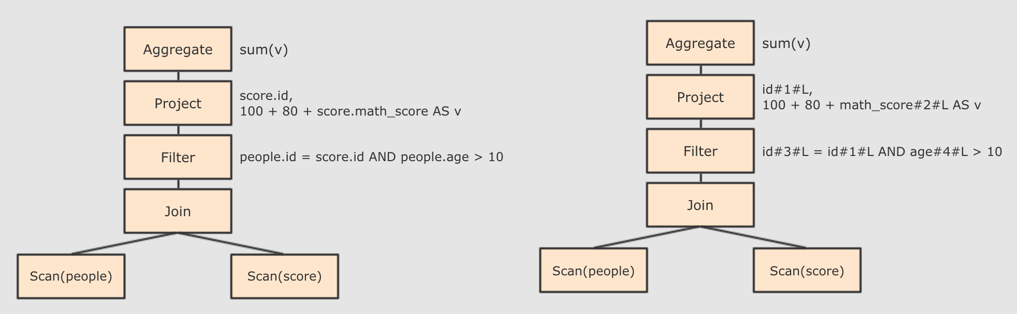 Aggregate
sum(v)
Project
score.id,
100 + 80 + score.math_score AS v
Filter
people.id = score.id AND people.age > 10
Join
Scan(people)
Scan(score)
Aggregate
sum(v)
Project
id#1#L,
100 + 80 + math_score#2#L AS v
Filter
id#3#L = id#1#L AND age#4#L > 10
Join
Scan(people)
Scan(score)